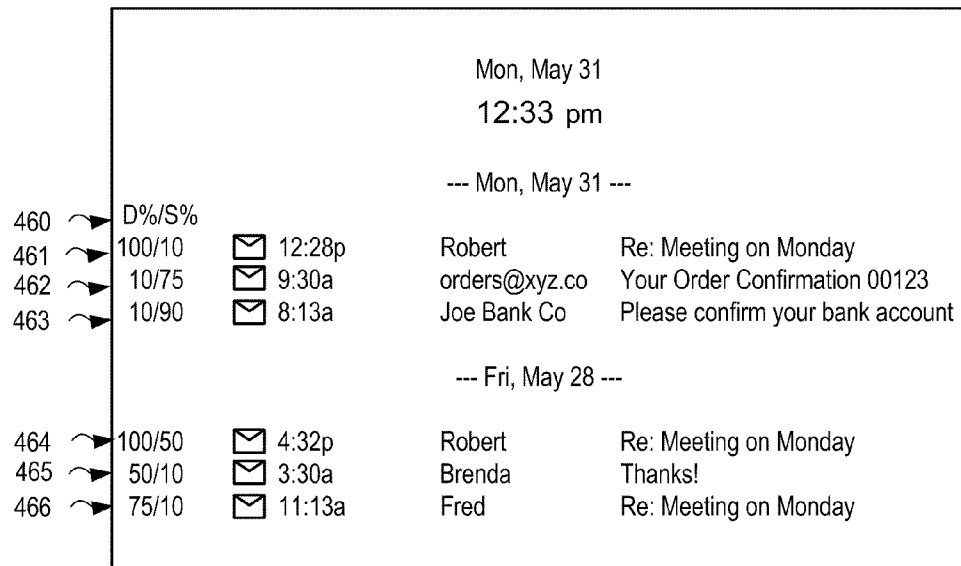 Mon, May 31
12:33 pm
--- Mon, May 31 ---
460 D%/S%
461 100/10 12:28p Robert Re: Meeting on Monday
462 10/75 9:30a orders@xyz.co Your Order Confirmation 00123
463 10/90 8:13a Joe Bank Co Please confirm your bank account
--- Fri, May 28 ---
464 100/50 4:32p Robert Re: Meeting on Monday
465 50/10 3:30a Brenda Thanks!
466 75/10 11:13a Fred Re: Meeting on Monday